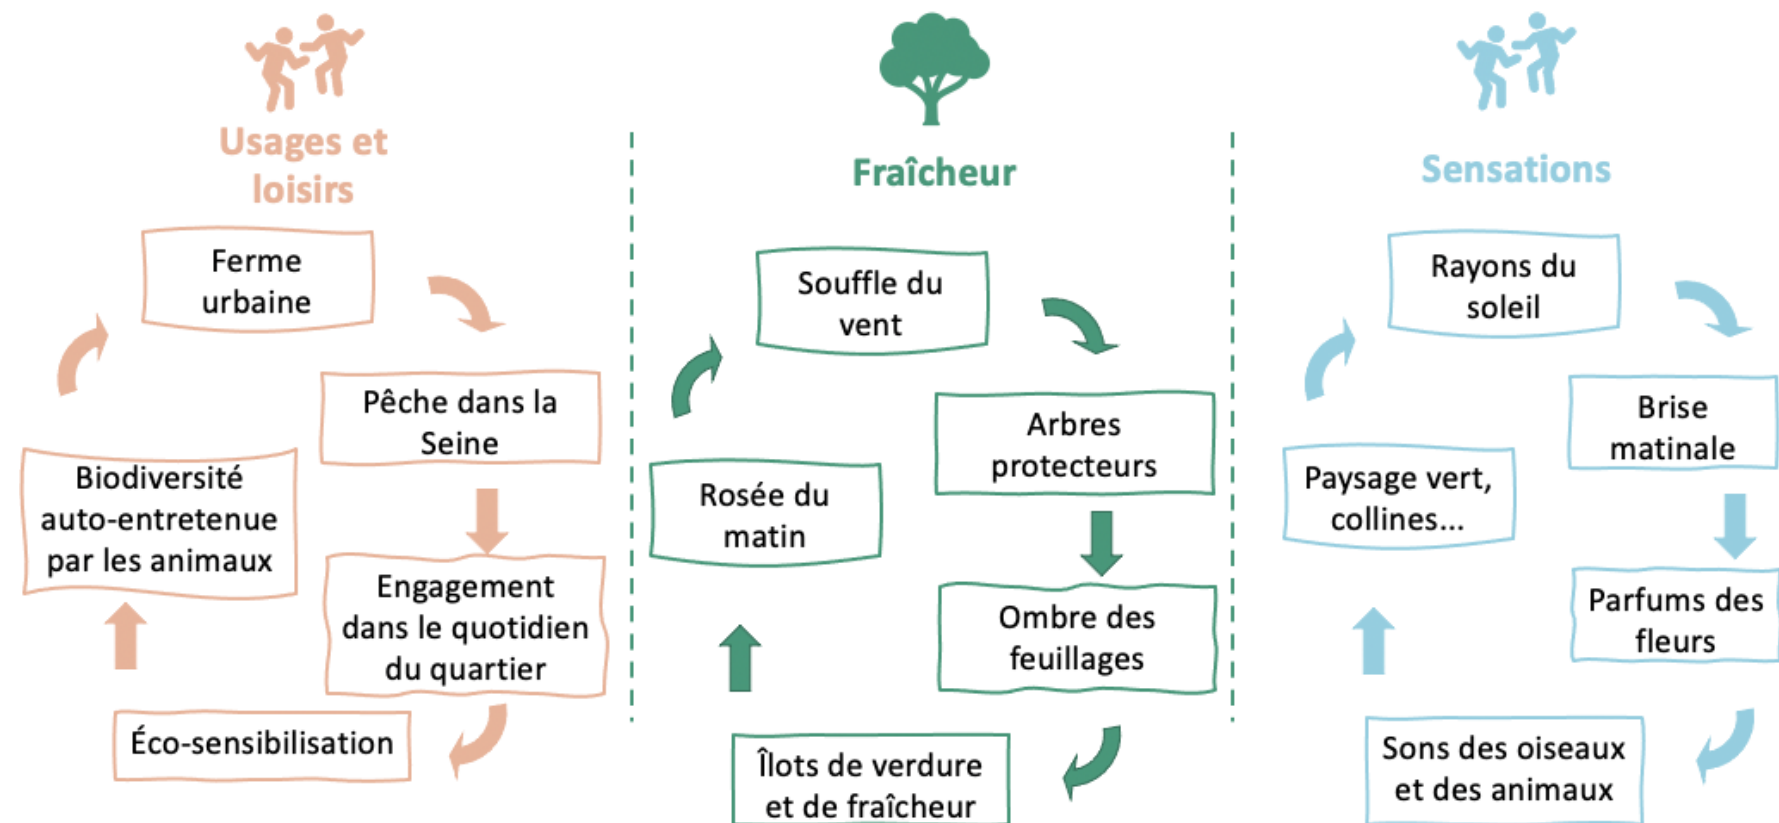 Usages et
loisirs
Ferme
urbaine
Pêche dans la
Seine
Engagement
dans le quotidien
du quartier
Éco-sensibilisation
Biodiversité
auto-entretenue
par les animaux
Fraîcheur
Souffle du
vent
Arbres
protecteurs
Ombre des
feuillages
Îlots de verdure
et de fraîcheur
Rosée du
matin
Sensations
Rayons du
soleil
Brise
matinale
Parfums des
fleurs
Sons des oiseaux
et des animaux
Paysage vert,
collines...